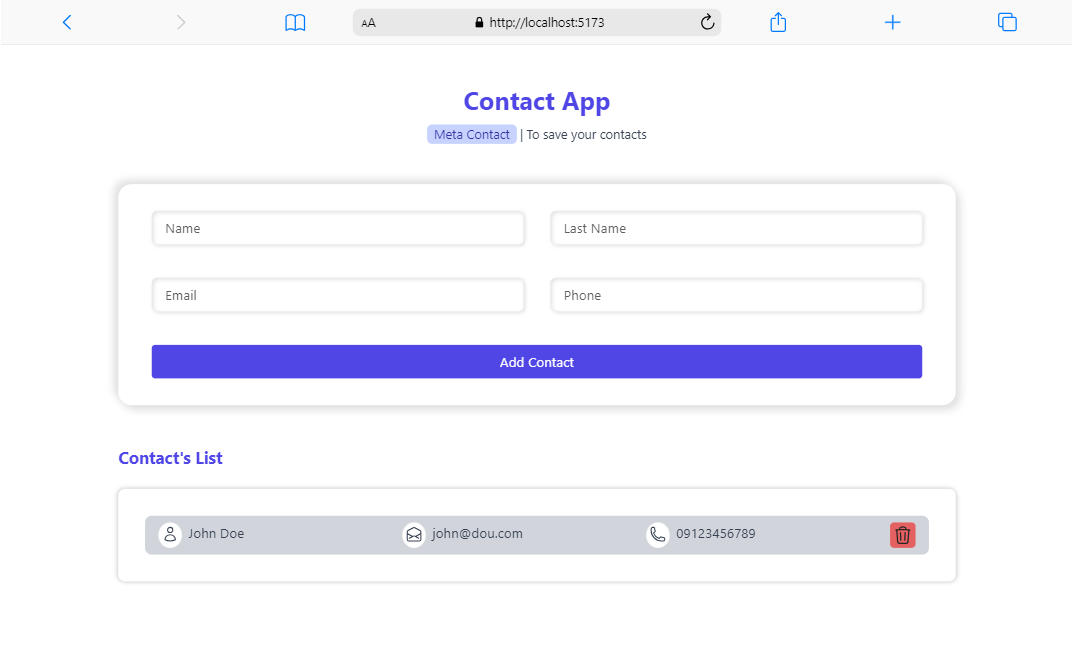 AA http://localhost:5173
Contact App
Meta Contact | To save your contacts
Name Last Name
Email Phone
Add Contact
Contact's List
John Doe john@dou.com 09123456789